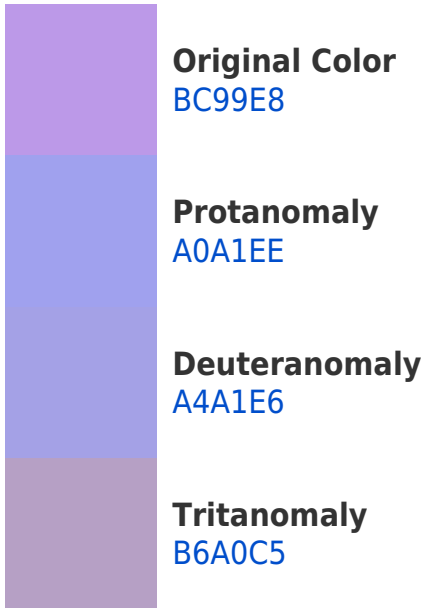 Original Color
BC99E8
Protanomaly
A0A1EE
Deuteranomaly
A4A1E6
Tritanomaly
B6A0C5